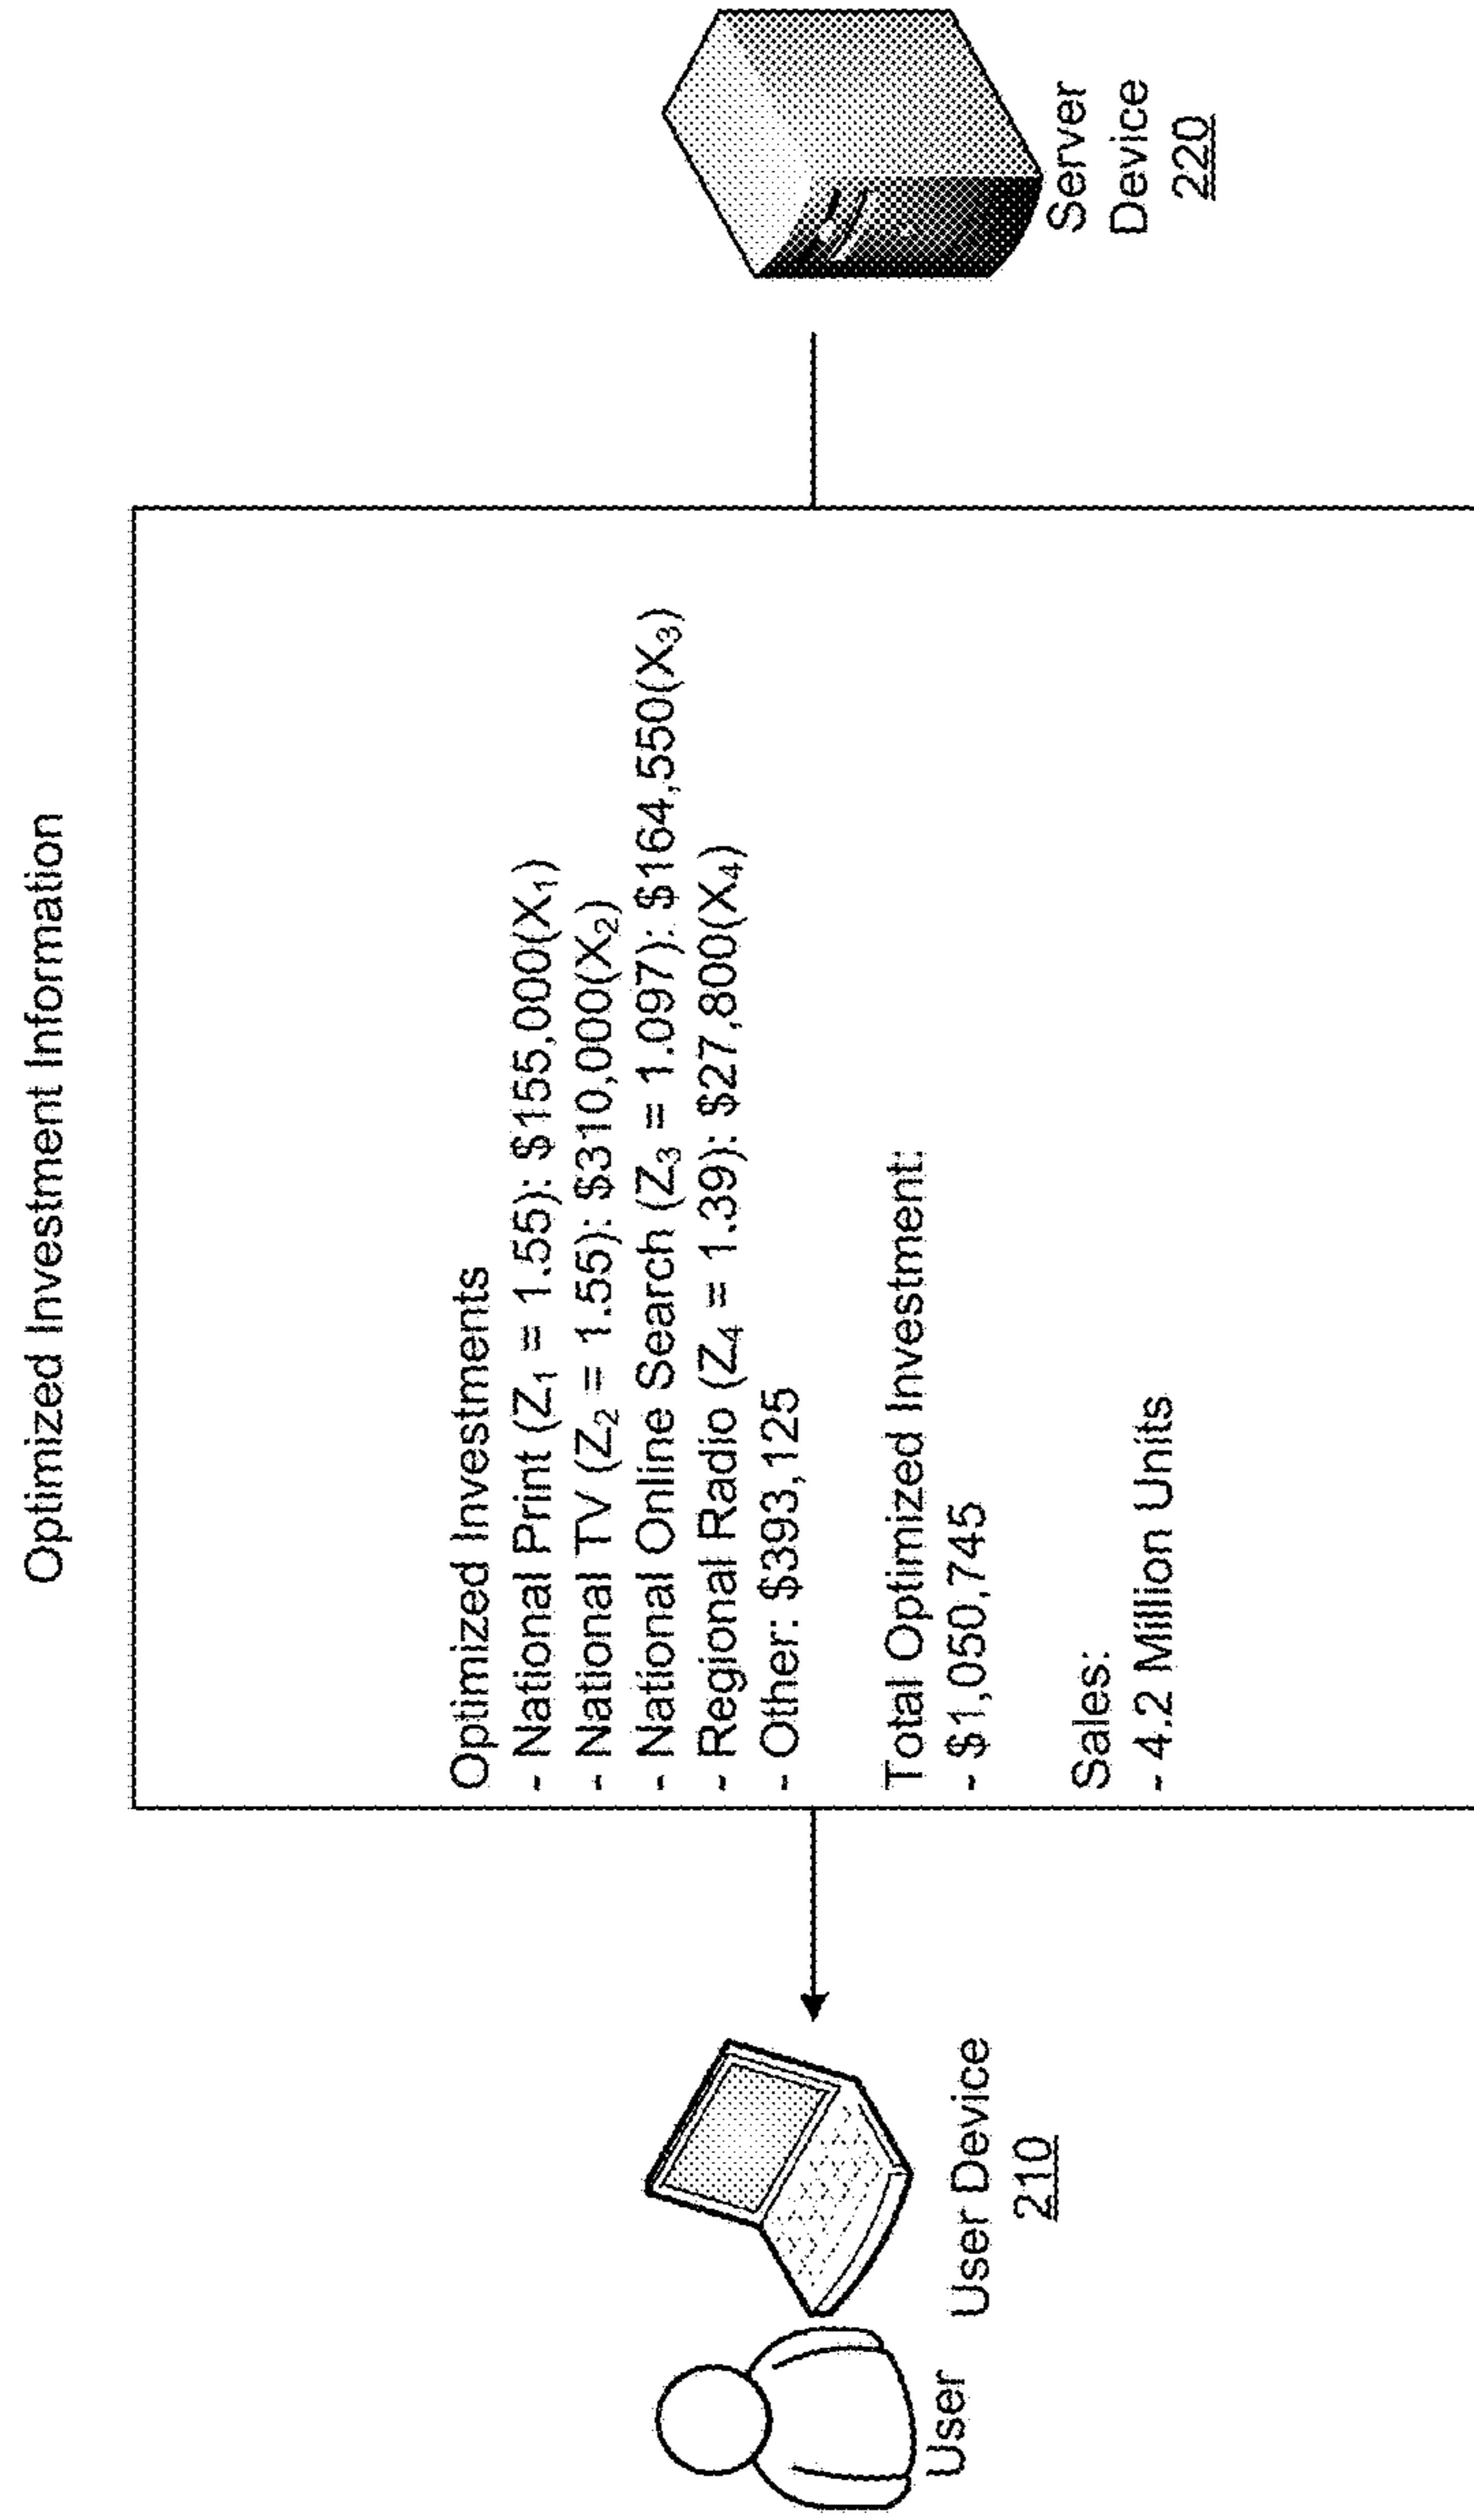 Optimized Investment Information
Optimized Investments
- National Print (Z₁ = 1.55): $155,000(X₁)
- National TV (Z₂ = 1.55): $310,000(X₂)
- National Online Search (Z₃ = 1.097): $164,550(X₃)
- Regional Radio (Z₄ = 1.39): $27,800(X₄)
- Other: $393,125
Total Optimized Investment:
- $1,050,745
Sales:
- 4.2 Million Units
User
User Device
210
Server
Device
220